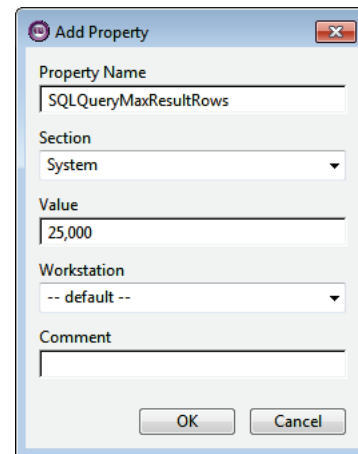 Add Property
Property Name
SQLQueryMaxResultRows
Section
System
Value
25,000
Workstation
-- default --
Comment
OK Cancel